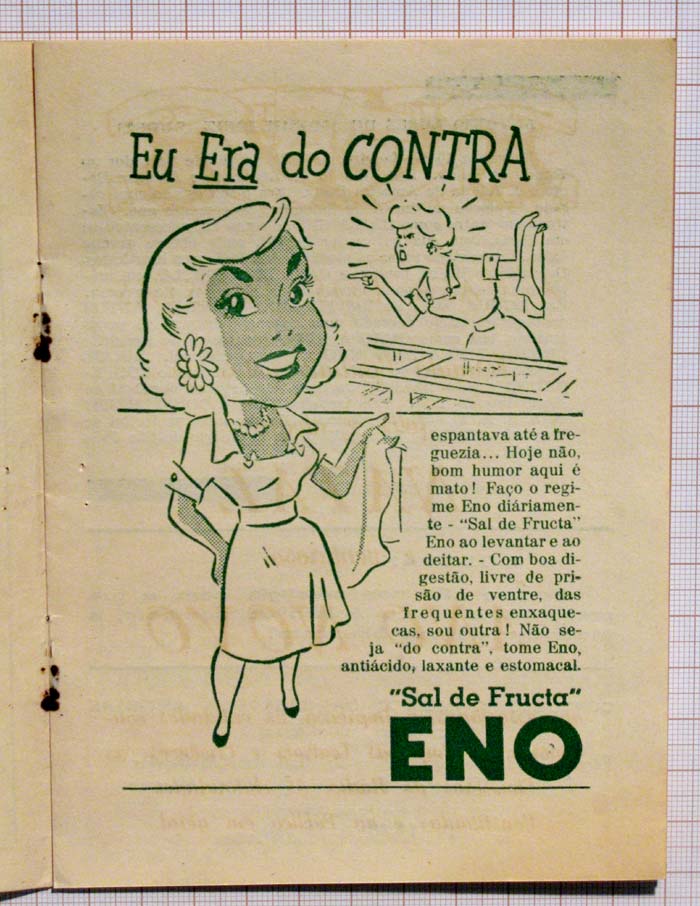 Eu Era do CONTRA
espantava até a fre-
guezia... Hoje não,
bom humor aqui é
mato! Faço o regi-
me Eno diáriamen-
te - "Sal de Fructa"
Eno ao levantar e ao
deitar. - Com boa di-
gestão, livre de pri-
são de ventre, das
frequentes enxaque-
cas, sou outra! Não se-
ja "do contra", tome Eno,
antiácido, laxante e estomacal.
"Sal de Fructa"
ENO